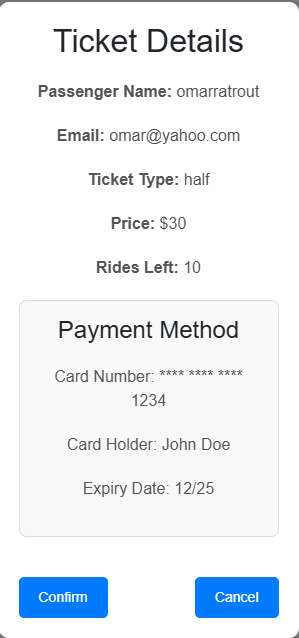 Ticket Details
Passenger Name: omarratrout
Email: omar@yahoo.com
Ticket Type: half
Price: $30
Rides Left: 10
Payment Method
Card Number: **** **** ****
1234
Card Holder: John Doe
Expiry Date: 12/25
Confirm
Cancel